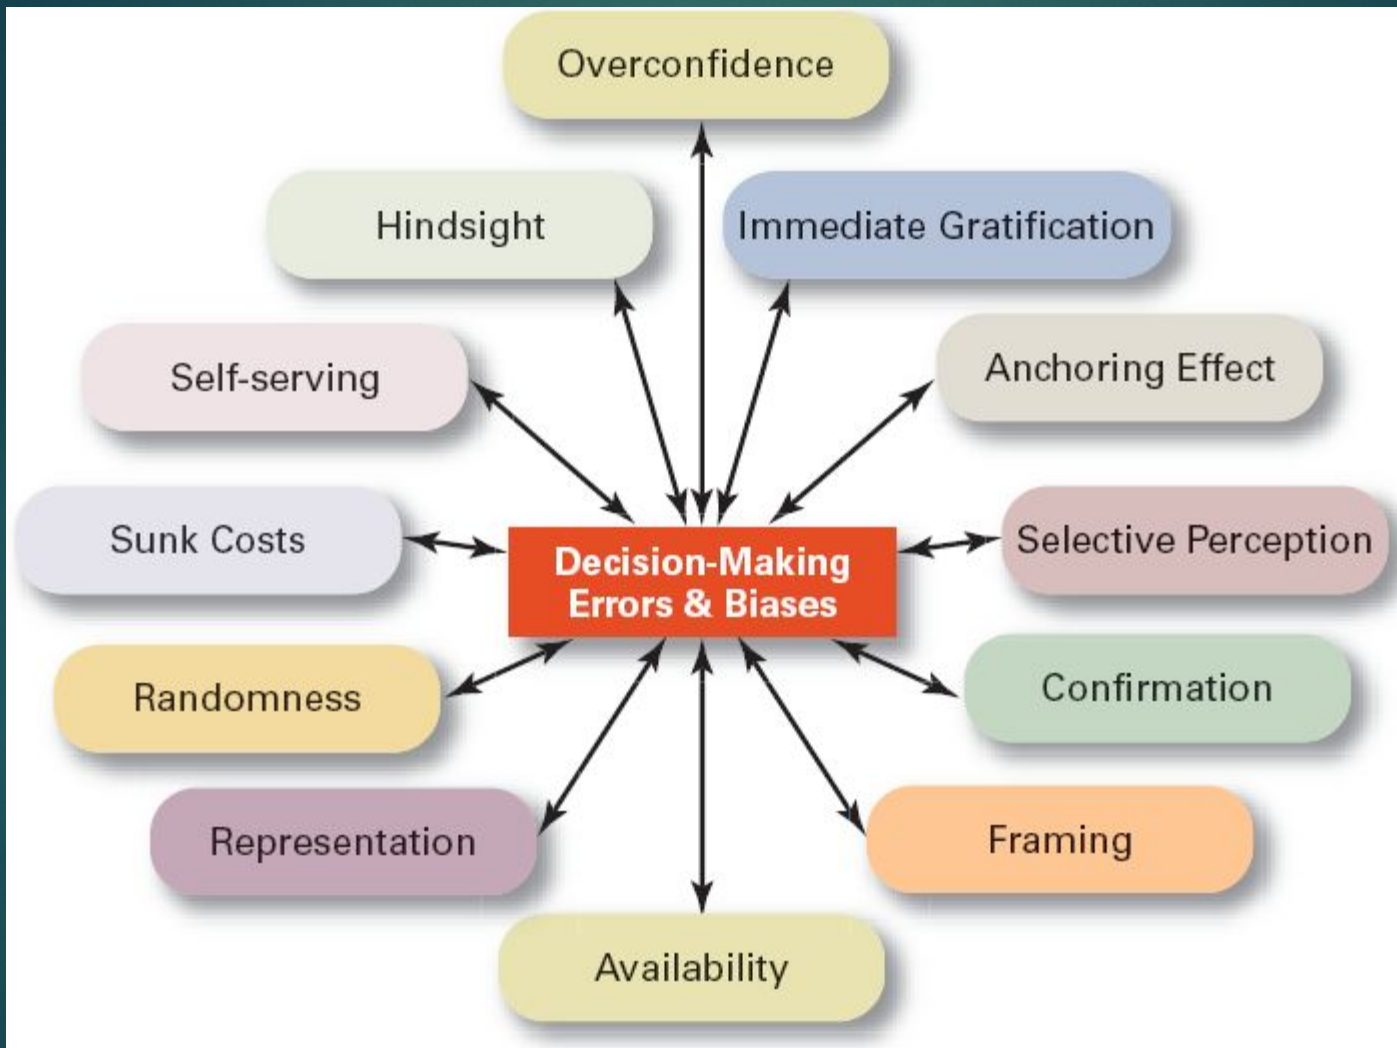 Overconfidence
Hindsight
Immediate Gratification
Self-serving
Anchoring Effect
Sunk Costs
Selective Perception
Decision-Making
Errors & Biases
Randomness
Confirmation
Representation
Framing
Availability